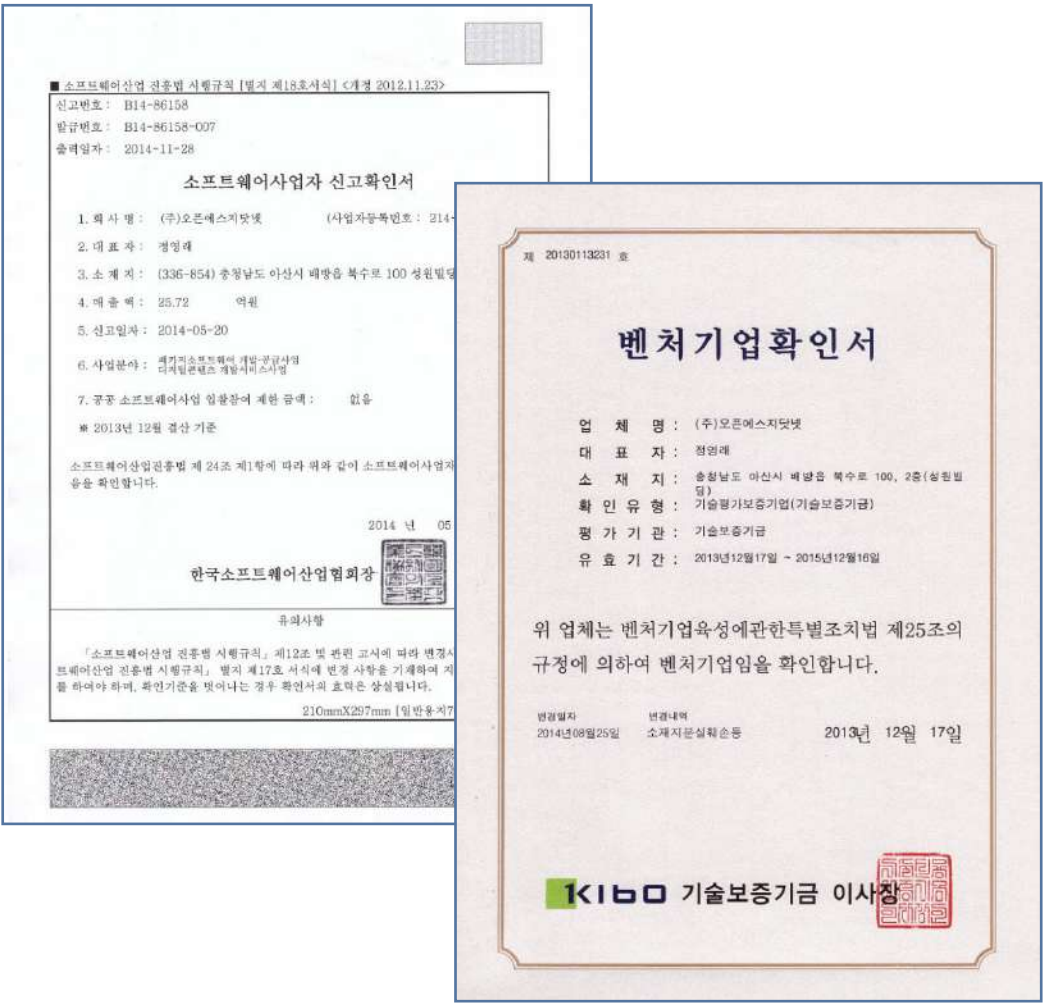 ■ 소프트웨어산업 진흥법 시행규칙 [별지 제18호서식] <개정 2012.11.23>
신고번호 : B14-86158
발급번호 : B14-86158-007
출력일자 : 2014-11-28
소프트웨어사업자 신고확인서
1. 회 사 명 : (주)오픈에스지닷넷 (사업자등록번호 : 214-
2. 대 표 자 : 정영래
3. 소 재 지 : (336-854) 충청남도 아산시 배방읍 북수로 100 성원빌딩
4. 매 출 액 : 25.72 억원
5. 신고일자 : 2014-05-20
6. 사업분야 : 패키지소프트웨어 개발·공급사업
디지털콘텐츠 개발서비스사업
7. 공공 소프트웨어사업 입찰참여 제한 금액 : 없음
※ 2013년 12월 결산 기준
소프트웨어산업진흥법 제 24조 제1항에 따라 위와 같이 소프트웨어사업자
음을 확인합니다.
2014 년 05
한국소프트웨어산업협회장
유의사항
「소프트웨어산업 진흥법 시행규칙」 제12조 및 관련 고시에 따라 변경사
트웨어산업 진흥법 시행규칙」 별지 제17호 서식에 변경 사항을 기재하여 지
를 하여야 하며, 확인기준을 벗어나는 경우 확인서의 효력은 상실됩니다.
210mmX297mm [일반용지7
제 20130113231 호
벤처기업확인서
업 체 명 : (주)오픈에스지닷넷
대 표 자 : 정영래
소 재 지 : 충청남도 아산시 배방읍 북수로 100, 2층(성원빌
딩)
확 인 유 형 : 기술평가보증기업(기술보증기금)
평 가 기 관 : 기술보증기금
유 효 기 간 : 2013년12월17일 ~ 2015년12월16일
위 업체는 벤처기업육성에관한특별조치법 제25조의
규정에 의하여 벤처기업임을 확인합니다.
변경일자 변경내역
2014년08월25일 소재지분실훼손등
2013년 12월 17일
KIBO 기술보증기금 이사장